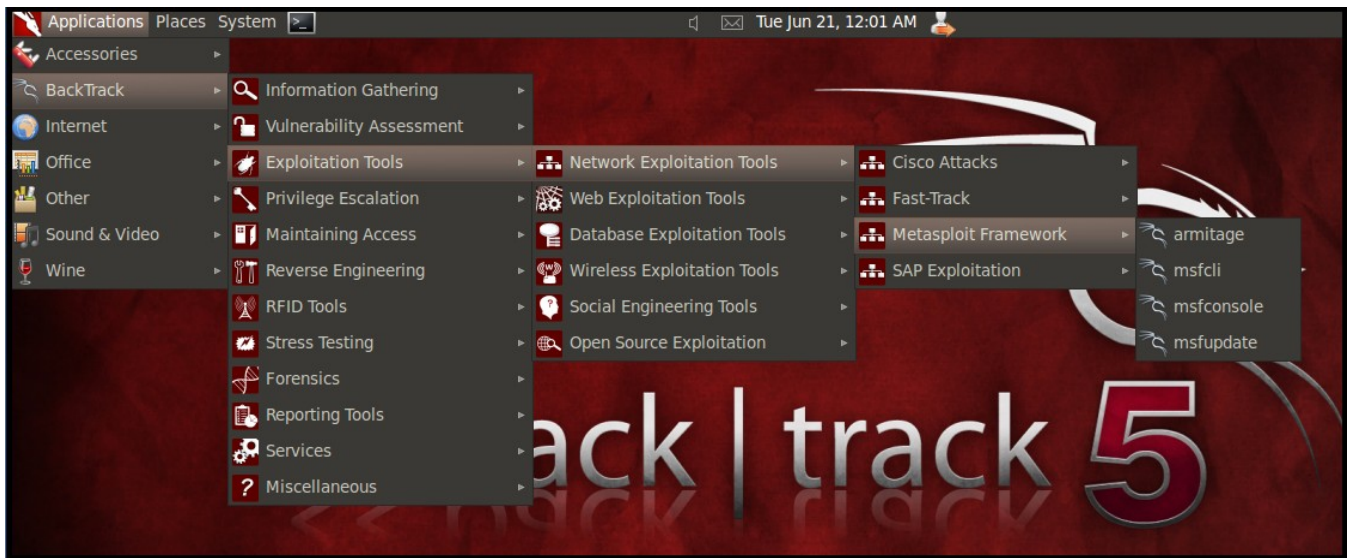 Applications Places System Tue Jun 21, 12:01 AM
Accessories
BackTrack
Internet
Office
Other
Sound & Video
Wine
Information Gathering
Vulnerability Assessment
Exploitation Tools
Privilege Escalation
Maintaining Access
Reverse Engineering
RFID Tools
Stress Testing
Forensics
Reporting Tools
Services
Miscellaneous
Network Exploitation Tools
Web Exploitation Tools
Database Exploitation Tools
Wireless Exploitation Tools
Social Engineering Tools
Open Source Exploitation
Cisco Attacks
Fast-Track
Metasploit Framework
SAP Exploitation
armitage
msfcli
msfconsole
msfupdate
ack | track 5
<<